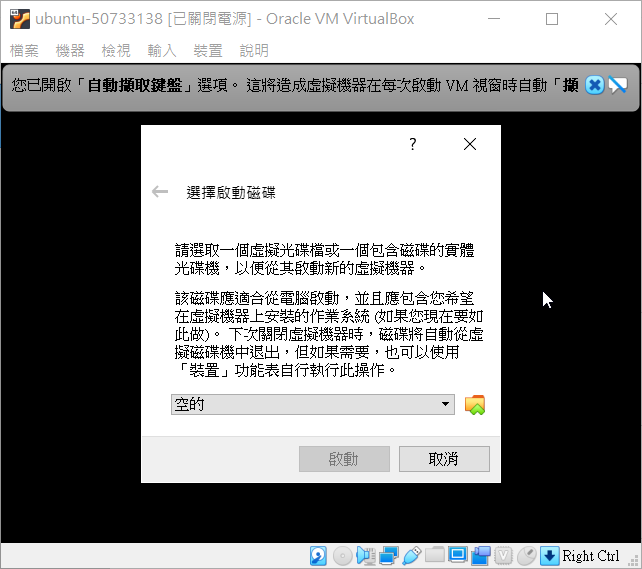 ubuntu-50733138 [已關閉電源] - Oracle VM VirtualBox
檔案 機器 檢視 輸入 裝置 說明
您已開啟「自動擷取鍵盤」選項。 這將造成虛擬機器在每次啟動 VM 視窗時自動「擷
?
選擇啟動磁碟
請選取一個虛擬光碟檔或一個包含磁碟的實體
光碟機，以便從其啟動新的虛擬機器。
該磁碟應適合從電腦啟動，並且應包含您希望
在虛擬機器上安裝的作業系統 (如果您現在要如
此做)。 下次關閉虛擬機器時，磁碟將自動從虛
擬磁碟機中退出，但如果需要，也可以使用
「裝置」功能表自行執行此操作。
空的
啟動 取消
Right Ctrl